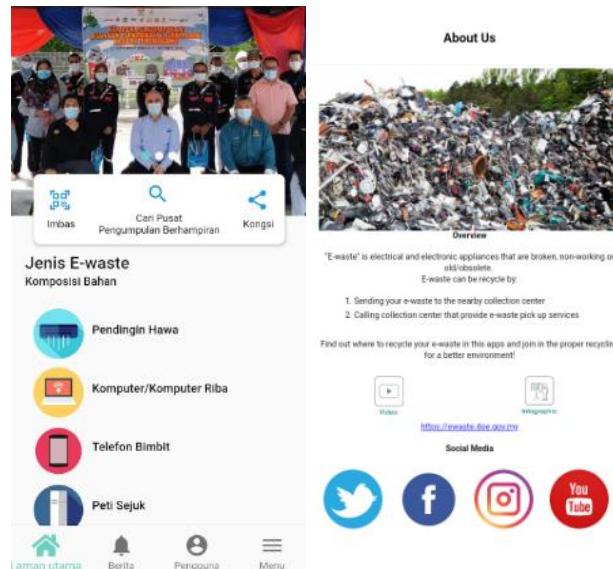 Imbas
Cari Pusat
Pengumpulan Berhampiran
Kongsi
Jenis E-waste
Komposisi Bahan
Pendingin Hawa
Komputer/Komputer Riba
Telefon Bimbit
Peti Sejuk
Laman utama
Berita
Pengguna
Menu
About Us
Overview
"E-waste" is electrical and electronic appliances that are broken, non-working or
old/obsolete.
E-waste can be recycle by:
1. Sending your e-waste to the nearby collection center
2. Calling collection center that provide e-waste pick up services
Find out where to recycle your e-waste in this apps and join in the proper recyclin
for a better environment!
Video
Infographic
https://ewaste.doe.gov.my
Social Media
You
Tube